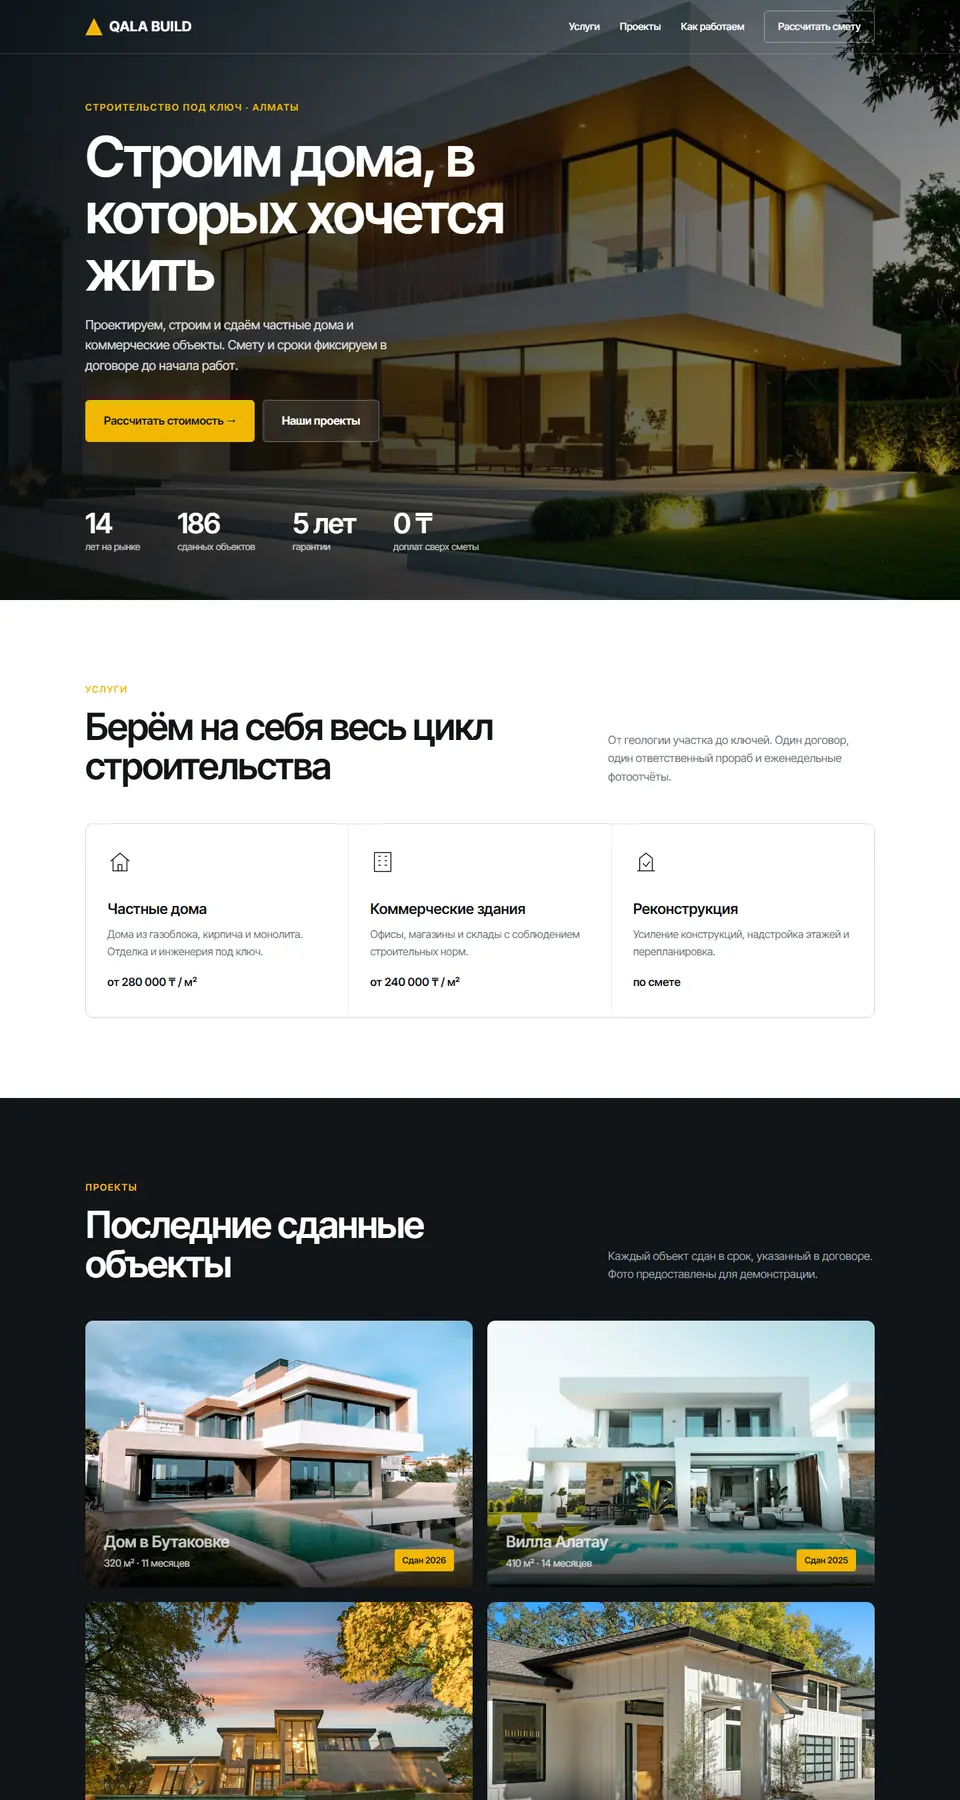 QALA BUILD
Услуги Проекты Как работаем Рассчитать смету
СТРОИТЕЛЬСТВО ПОД КЛЮЧ · АЛМАТЫ
Строим дома, в
которых хочется
жить
Проектируем, строим и сдаём частные дома и
коммерческие объекты. Смету и сроки фиксируем в
договоре до начала работ.
Рассчитать стоимость → Наши проекты
14 186 5 лет 0 ₸
лет на рынке сданных объектов гарантии доплат сверх сметы
УСЛУГИ
Берём на себя весь цикл
строительства
От геологии участка до ключей. Один договор,
один ответственный прораб и еженедельные
фотоотчёты.
Частные дома
Дома из газоблока, кирпича и монолита.
Отделка и инженерия под ключ.
от 280 000 ₸ / м²
Коммерческие здания
Офисы, магазины и склады с соблюдением
строительных норм.
от 240 000 ₸ / м²
Реконструкция
Усиление конструкций, надстройка этажей и
перепланировка.
по смете
ПРОЕКТЫ
Последние сданные
объекты
Каждый объект сдан в срок, указанный в договоре.
Фото предоставлены для демонстрации.
Дом в Бутаковке
320 м² · 11 месяцев
Сдан 2026
Вилла Алатау
410 м² · 14 месяцев
Сдан 2025